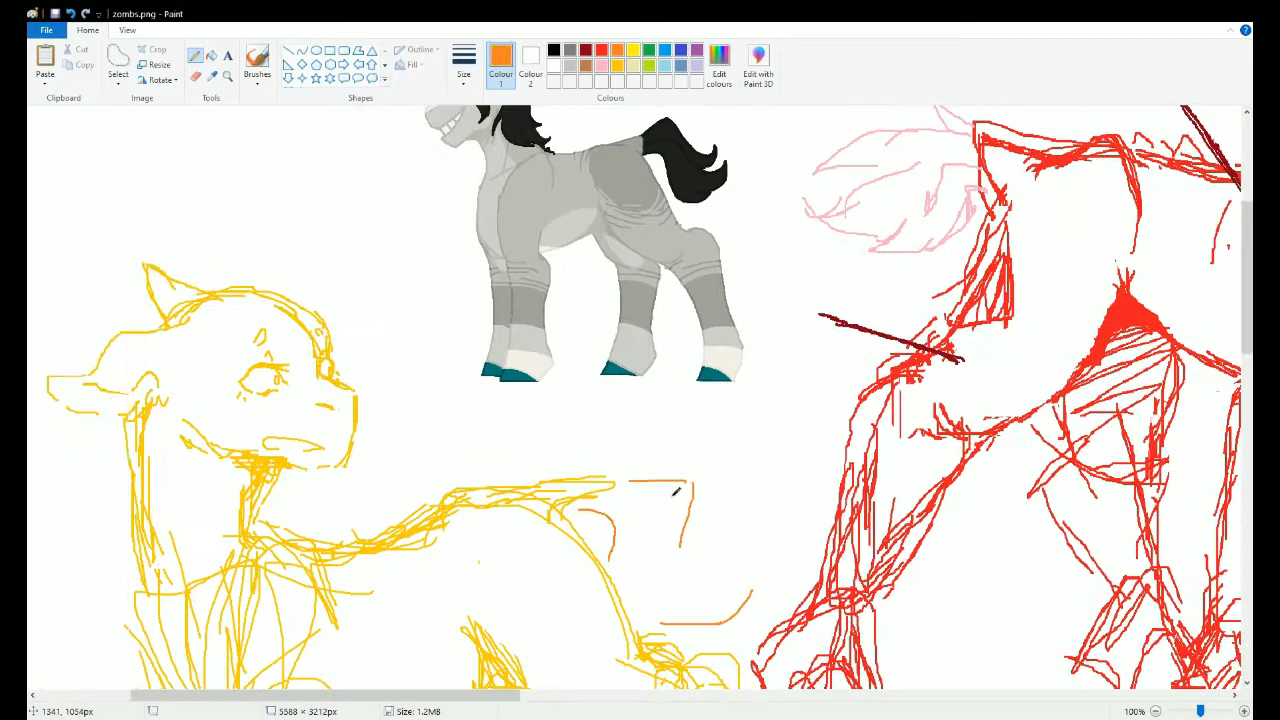 zombs.png - Paint
File Home View
Paste Cut Copy Clipboard
Select Crop Resize Rotate Image
A Tools
Brushes
Outline Fill Shapes
Size
Colour 1 Colour 2 Edit colours Colours
Edit with Paint 3D
1341, 1054px 5588 × 3212px Size: 1.2MB 100%